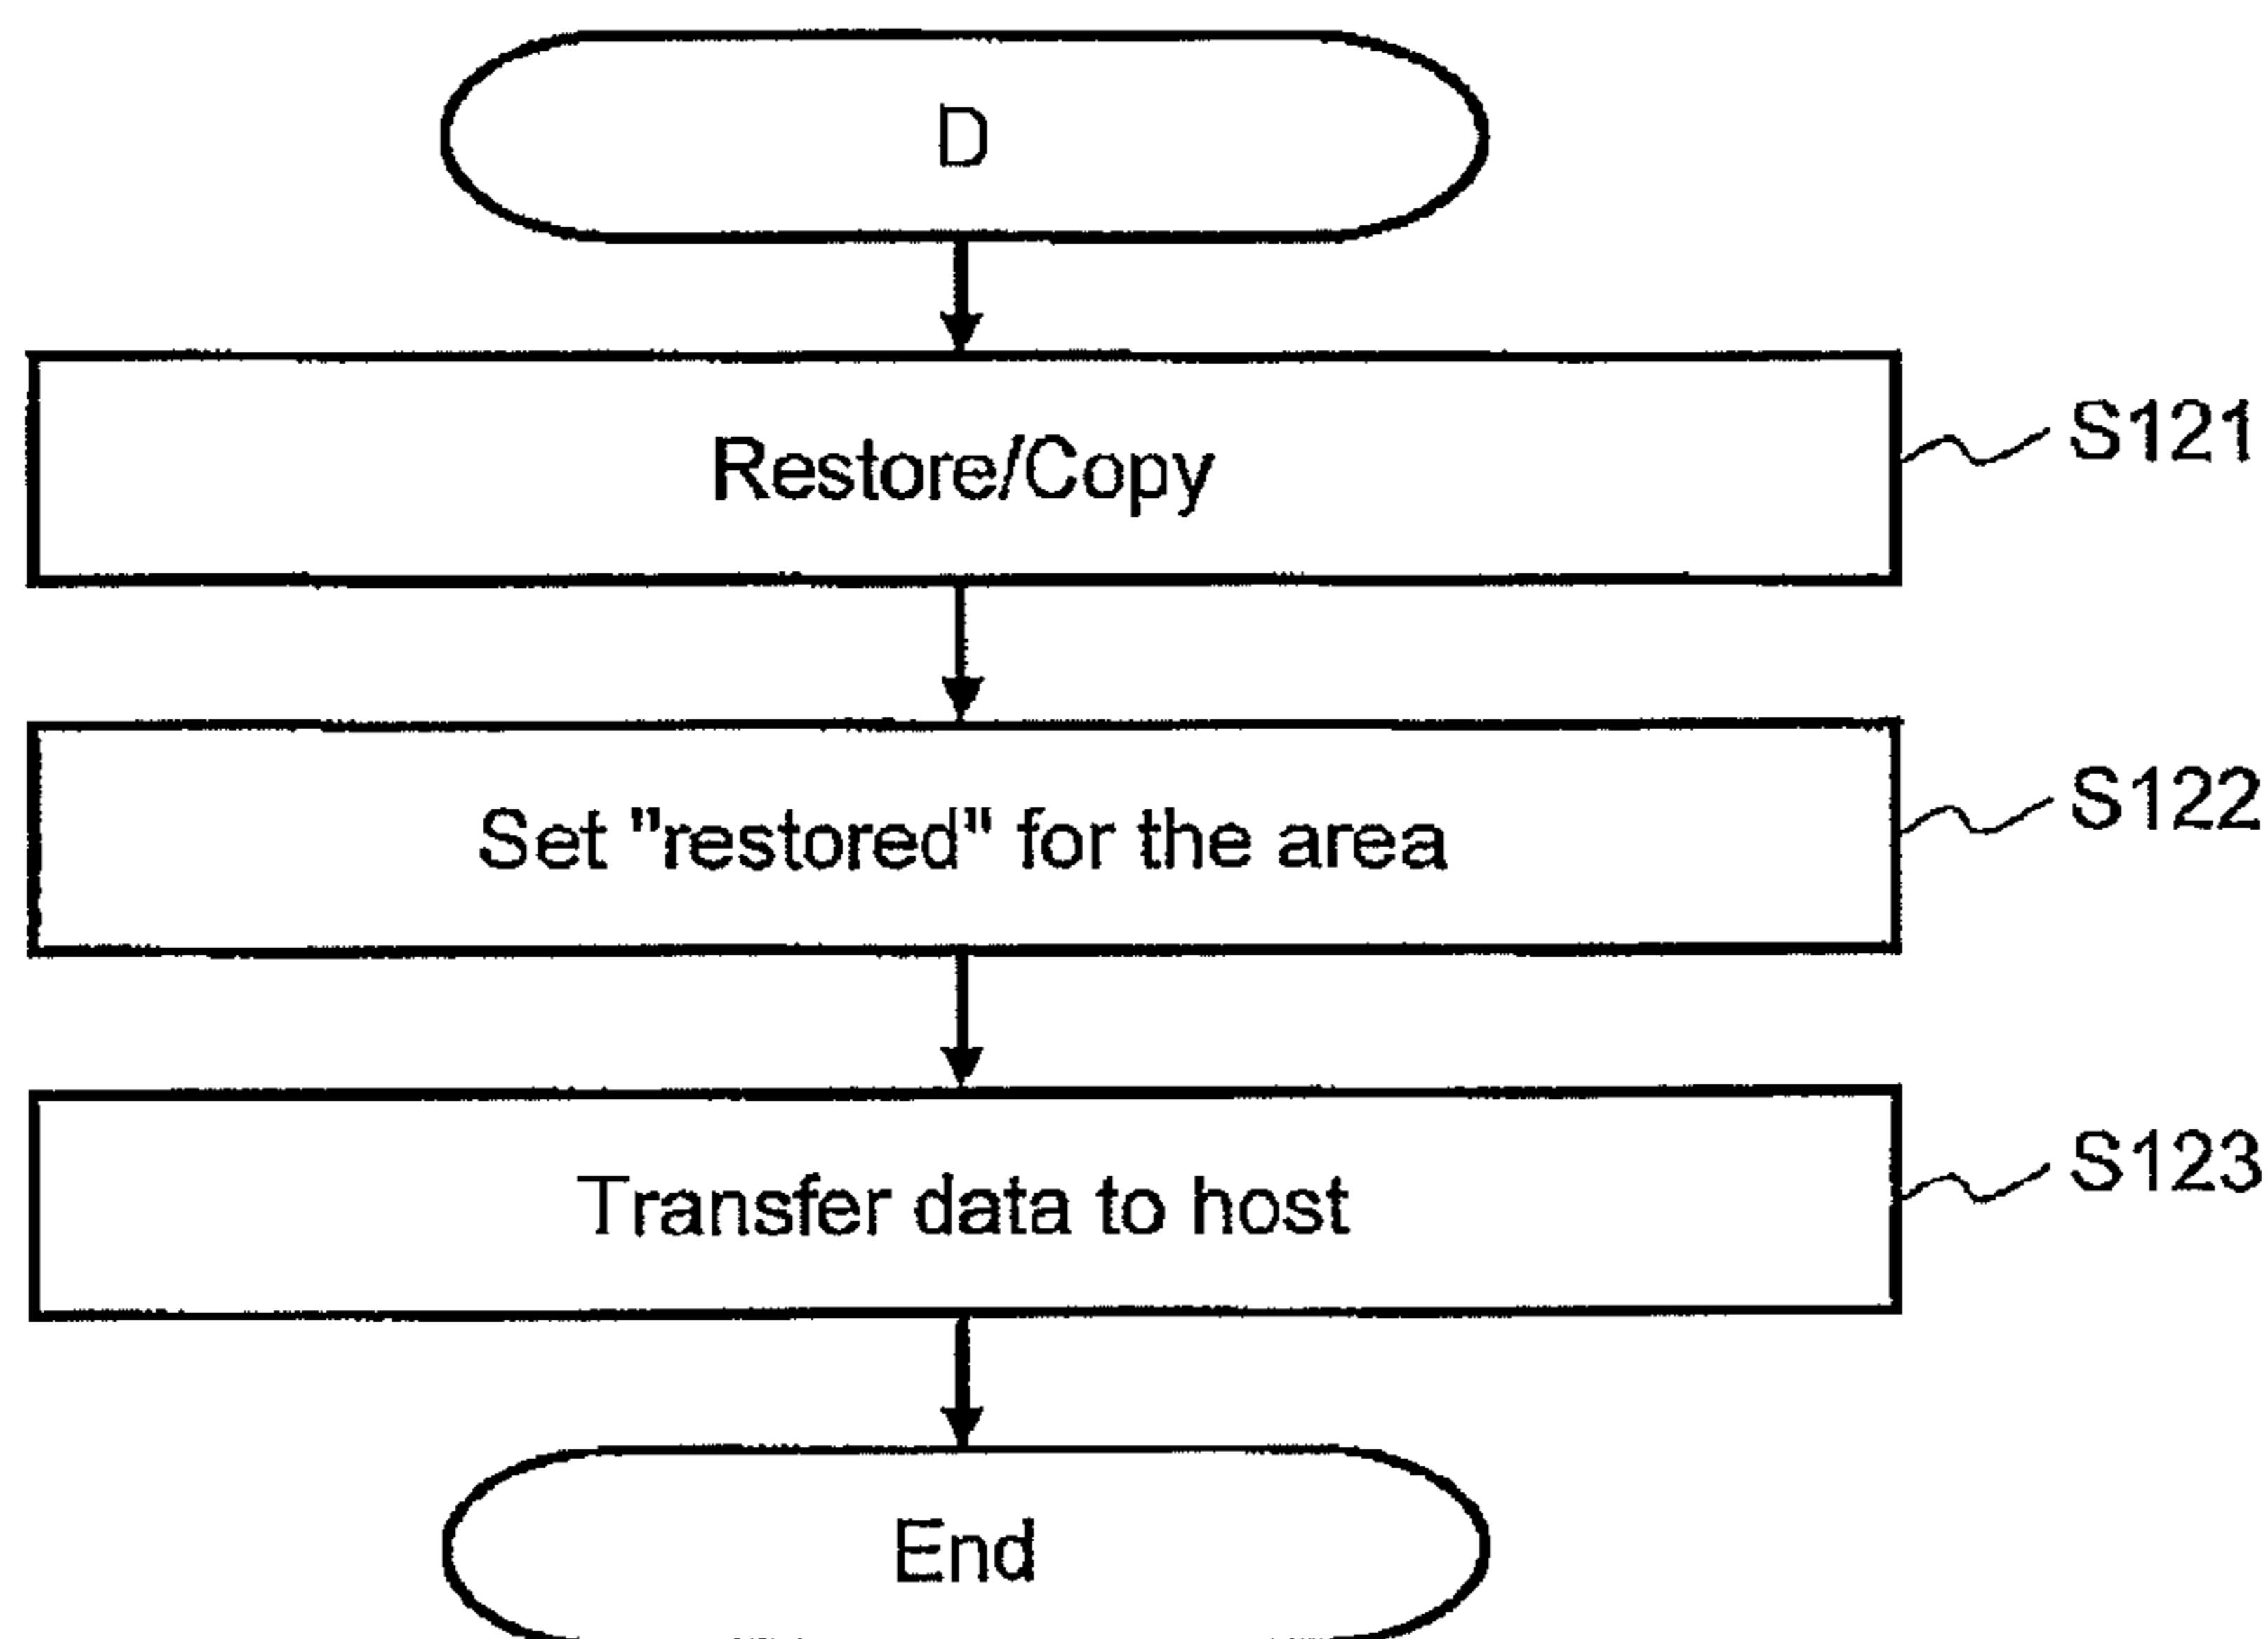 D
Restore/Copy
S121
Set "restored" for the area
S122
Transfer data to host
S123
End